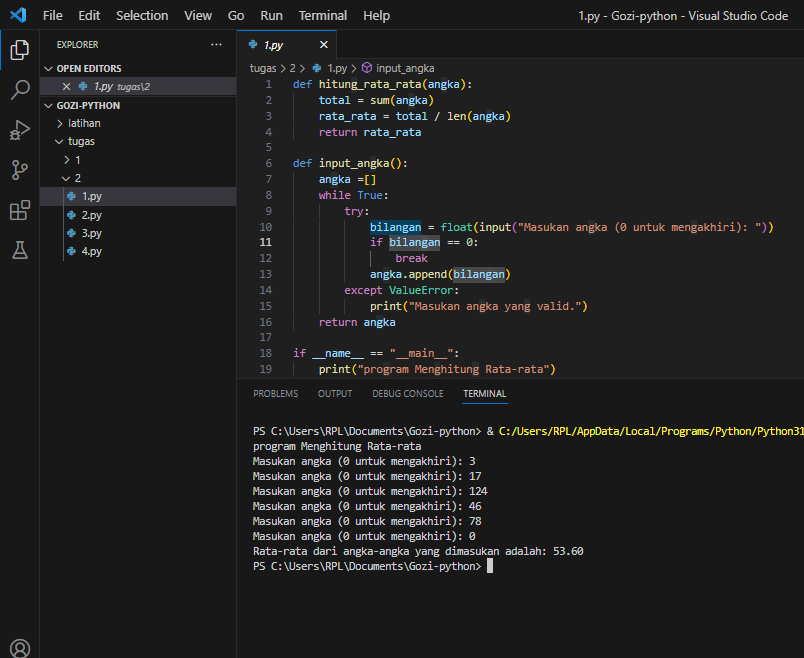 File Edit Selection View Go Run Terminal Help 1.py - Gozi-python - Visual Studio Code
EXPLORER ···
OPEN EDITORS
1.py tugas\2
GOZI-PYTHON
latihan
tugas
1
2
1.py
2.py
3.py
4.py
1.py
tugas > 2 > 1.py > input_angka
1 def hitung_rata_rata(angka):
2 total = sum(angka)
3 rata_rata = total / len(angka)
4 return rata_rata
5
6 def input_angka():
7 angka =[]
8 while True:
9 try:
10 bilangan = float(input("Masukan angka (0 untuk mengakhiri): "))
11 if bilangan == 0:
12 break
13 angka.append(bilangan)
14 except ValueError:
15 print("Masukan angka yang valid.")
16 return angka
17
18 if __name__ == "__main__":
19 print("program Menghitung Rata-rata")
PROBLEMS OUTPUT DEBUG CONSOLE TERMINAL
PS C:\Users\RPL\Documents\Gozi-python> & C:/Users/RPL/AppData/Local/Programs/Python/Python31
program Menghitung Rata-rata
Masukan angka (0 untuk mengakhiri): 3
Masukan angka (0 untuk mengakhiri): 17
Masukan angka (0 untuk mengakhiri): 124
Masukan angka (0 untuk mengakhiri): 46
Masukan angka (0 untuk mengakhiri): 78
Masukan angka (0 untuk mengakhiri): 0
Rata-rata dari angka-angka yang dimasukan adalah: 53.60
PS C:\Users\RPL\Documents\Gozi-python>